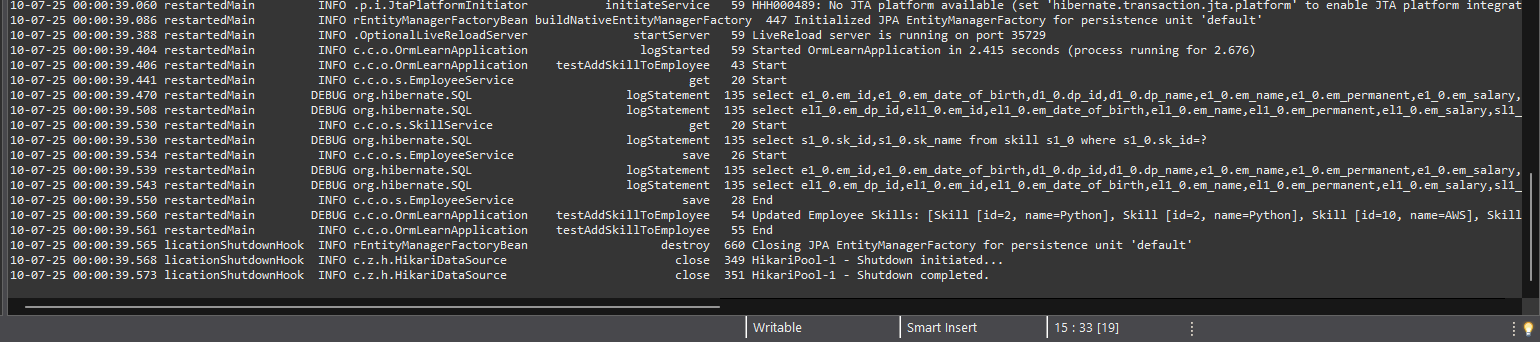 10-07-25 00:00:39.060 restartedMain INFO .p.i.JtaPlatformInitiator initiateService 59 HHH000489: No JTA platform available (set 'hibernate.transaction.jta.platform' to enable JTA platform integrat
10-07-25 00:00:39.086 restartedMain INFO rEntityManagerFactoryBean buildNativeEntityManagerFactory 447 Initialized JPA EntityManagerFactory for persistence unit 'default'
10-07-25 00:00:39.388 restartedMain INFO .OptionalLiveReloadServer startServer 59 LiveReload server is running on port 35729
10-07-25 00:00:39.404 restartedMain INFO c.c.o.OrmLearnApplication logStarted 59 Started OrmLearnApplication in 2.415 seconds (process running for 2.676)
10-07-25 00:00:39.406 restartedMain INFO c.c.o.OrmLearnApplication testAddSkillToEmployee 43 Start
10-07-25 00:00:39.441 restartedMain INFO c.c.o.s.EmployeeService get 20 Start
10-07-25 00:00:39.470 restartedMain DEBUG org.hibernate.SQL logStatement 135 select e1_0.em_id,e1_0.em_date_of_birth,d1_0.dp_id,d1_0.dp_name,e1_0.em_name,e1_0.em_permanent,e1_0.em_salary,
10-07-25 00:00:39.508 restartedMain DEBUG org.hibernate.SQL logStatement 135 select el1_0.em_dp_id,el1_0.em_id,el1_0.em_date_of_birth,el1_0.em_name,el1_0.em_permanent,el1_0.em_salary,sl1_
10-07-25 00:00:39.530 restartedMain INFO c.c.o.s.SkillService get 20 Start
10-07-25 00:00:39.530 restartedMain DEBUG org.hibernate.SQL logStatement 135 select s1_0.sk_id,s1_0.sk_name from skill s1_0 where s1_0.sk_id=?
10-07-25 00:00:39.534 restartedMain INFO c.c.o.s.EmployeeService save 26 Start
10-07-25 00:00:39.539 restartedMain DEBUG org.hibernate.SQL logStatement 135 select e1_0.em_id,e1_0.em_date_of_birth,d1_0.dp_id,d1_0.dp_name,e1_0.em_name,e1_0.em_permanent,e1_0.em_salary,
10-07-25 00:00:39.543 restartedMain DEBUG org.hibernate.SQL logStatement 135 select el1_0.em_dp_id,el1_0.em_id,el1_0.em_date_of_birth,el1_0.em_name,el1_0.em_permanent,el1_0.em_salary,sl1_
10-07-25 00:00:39.550 restartedMain INFO c.c.o.s.EmployeeService save 28 End
10-07-25 00:00:39.560 restartedMain DEBUG c.c.o.OrmLearnApplication testAddSkillToEmployee 54 Updated Employee Skills: [Skill [id=2, name=Python], Skill [id=2, name=Python], Skill [id=10, name=AWS], Skill
10-07-25 00:00:39.561 restartedMain INFO c.c.o.OrmLearnApplication testAddSkillToEmployee 55 End
10-07-25 00:00:39.565 licationShutdownHook INFO rEntityManagerFactoryBean destroy 660 Closing JPA EntityManagerFactory for persistence unit 'default'
10-07-25 00:00:39.568 licationShutdownHook INFO c.z.h.HikariDataSource close 349 HikariPool-1 - Shutdown initiated...
10-07-25 00:00:39.573 licationShutdownHook INFO c.z.h.HikariDataSource close 351 HikariPool-1 - Shutdown completed.
Writable Smart Insert 15 : 33 [19]